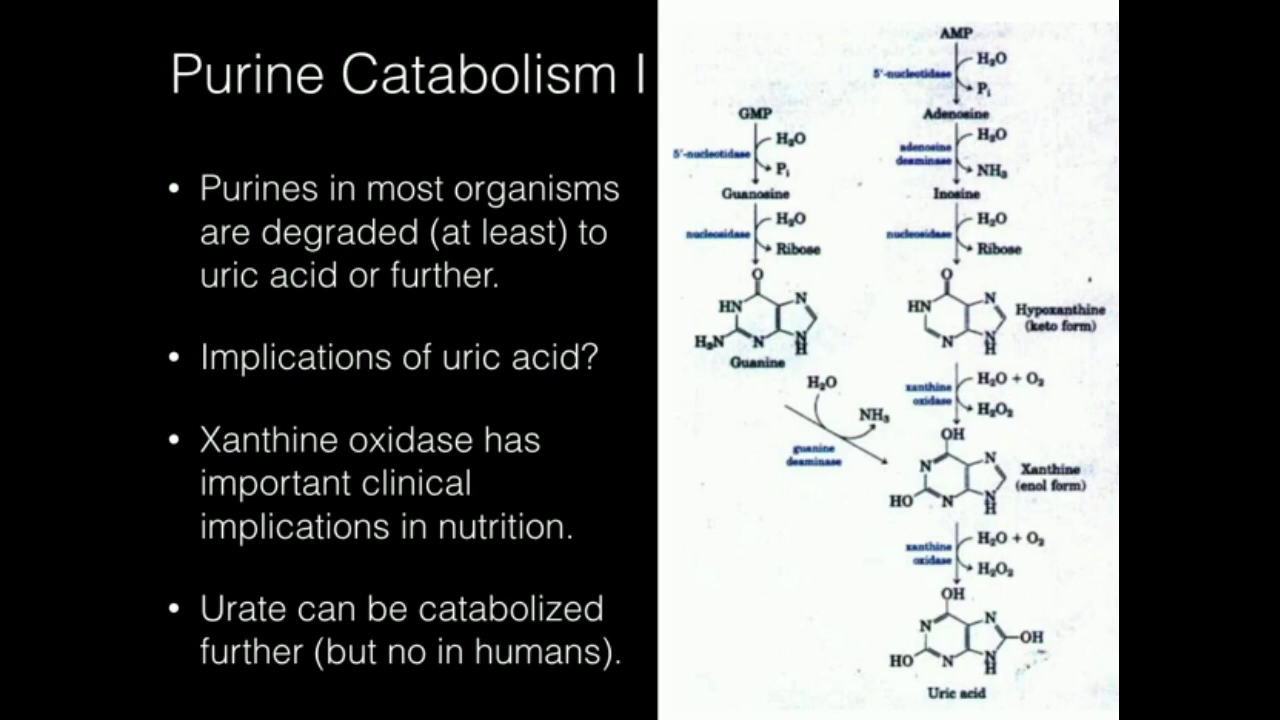 Purine Catabolism I
• Purines in most organisms
are degraded (at least) to
uric acid or further.
• Implications of uric acid?
• Xanthine oxidase has
important clinical
implications in nutrition.
• Urate can be catabolized
further (but no in humans).
AMP
H₂O
5'-nucleotidase
Pᵢ
GMP
H₂O
5'-nucleotidase
Pᵢ
Guanosine
H₂O
nucleosidase
Ribose
O
HN
N
H₂N
N
N
H
Guanine
H₂O
NH₃
guanine
deaminase
Adenosine
H₂O
adenosine
deaminase
NH₃
Inosine
H₂O
nucleosidase
Ribose
O
HN
N
N
N
H
Hypoxanthine
(keto form)
H₂O + O₂
xanthine
oxidase
H₂O₂
OH
N
N
HO
N
N
H
Xanthine
(enol form)
H₂O + O₂
xanthine
oxidase
H₂O₂
OH
N
N
OH
HO
N
N
H
Uric acid